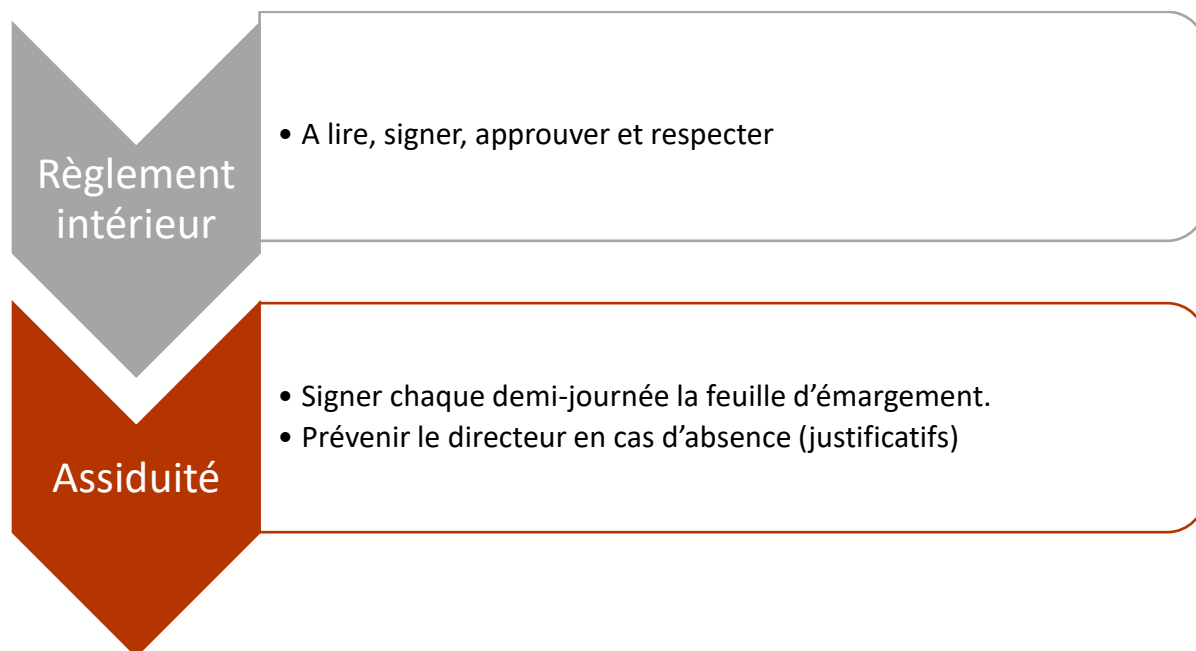 Règlement
intérieur
• A lire, signer, approuver et respecter
Assiduité
• Signer chaque demi-journée la feuille d’émargement.
• Prévenir le directeur en cas d’absence (justificatifs)